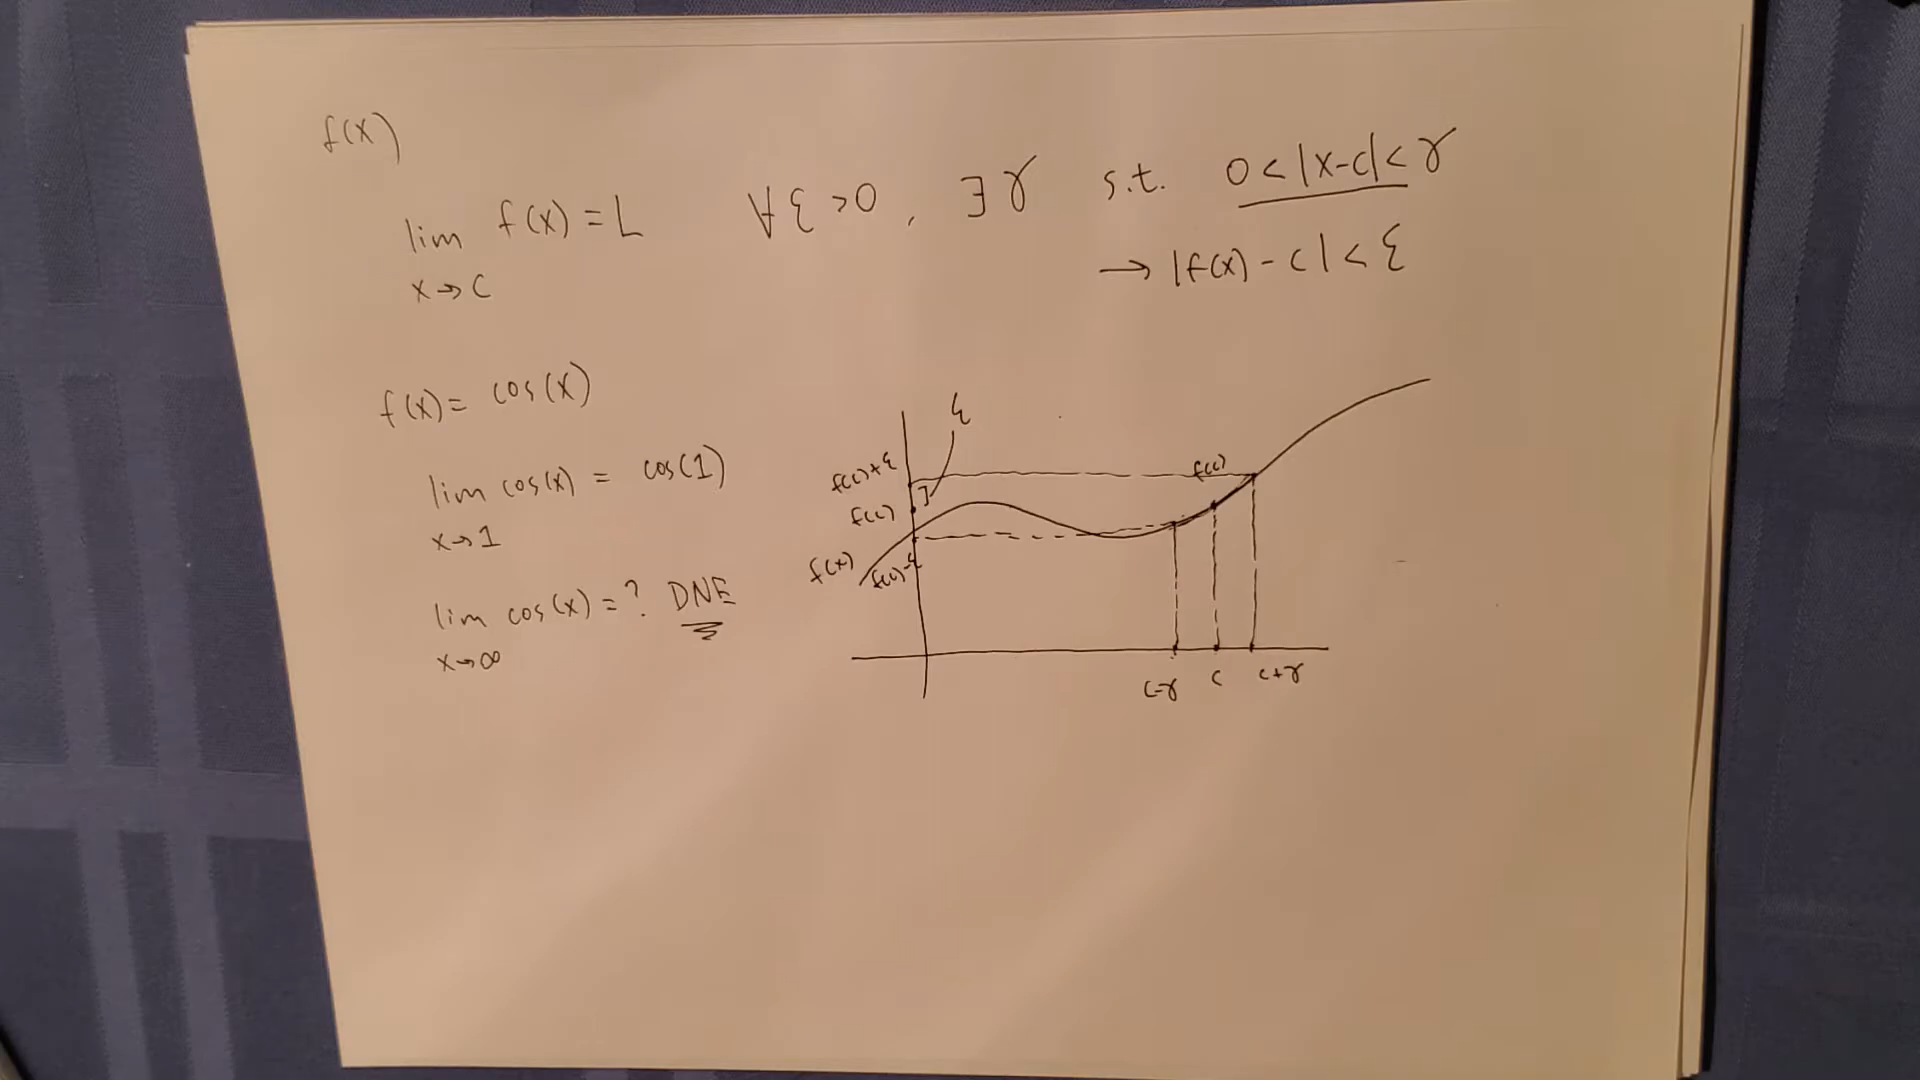 f(x)
lim f(x) = L ∀ ε > 0, ∃ γ s.t. 0 < |x-c| < γ
x→c
→ |f(x) - c| < ε
f(x) = cos(x)
lim cos(x) = cos(1)
x→1
lim cos(x) = ? DNE
x→∞
ε
f(c)+ε
f(c)
f(c)
f(x)
f(c)-ε
c-γ c c+γ